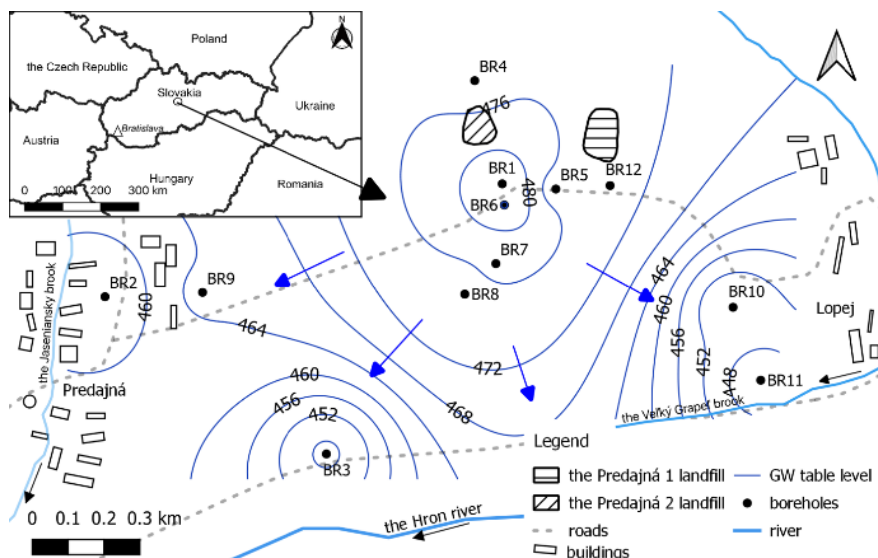 N
Poland
the Czech Republic
Slovakia
Ukraine
Bratislava
Austria
Hungary
Romania
0 100 200 300 km
BR4
476
BR1
BR5
BR12
480
BR6
BR7
BR8
464
460
456
452
448
BR10
Lopej
BR11
the Veľký Grapeľ brook
the Jaseniansky brook
BR2
460
BR9
464
Predajná
472
468
460
456
452
BR3
0 0.1 0.2 0.3 km
the Hron river
Legend
the Predajná 1 landfill
GW table level
the Predajná 2 landfill
boreholes
roads
river
buildings